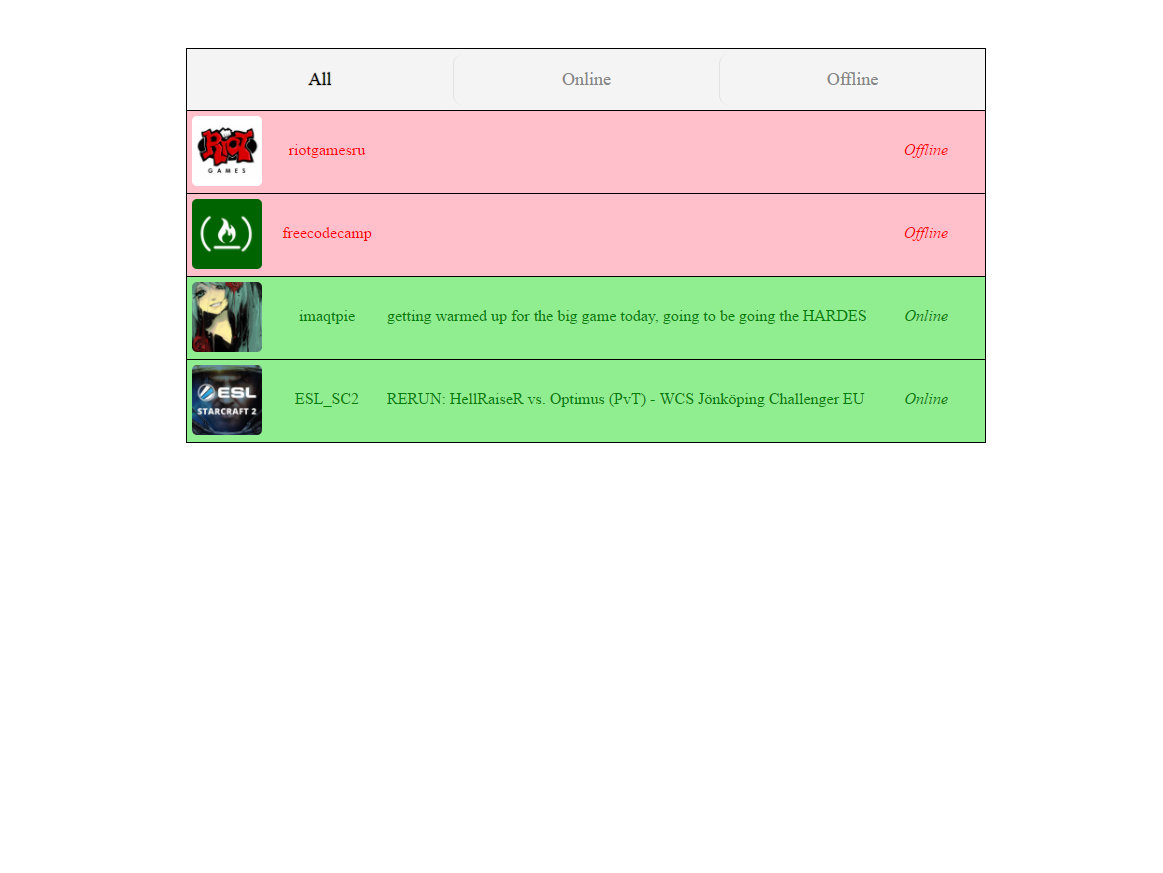 All Online Offline
RIOT
GAMES
riotgamesru Offline
freecodecamp Offline
imaqtpie getting warmed up for the big game today, going to be going the HARDES Online
ESL
STARCRAFT 2
ESL_SC2 RERUN: HellRaiseR vs. Optimus (PvT) - WCS Jönköping Challenger EU Online